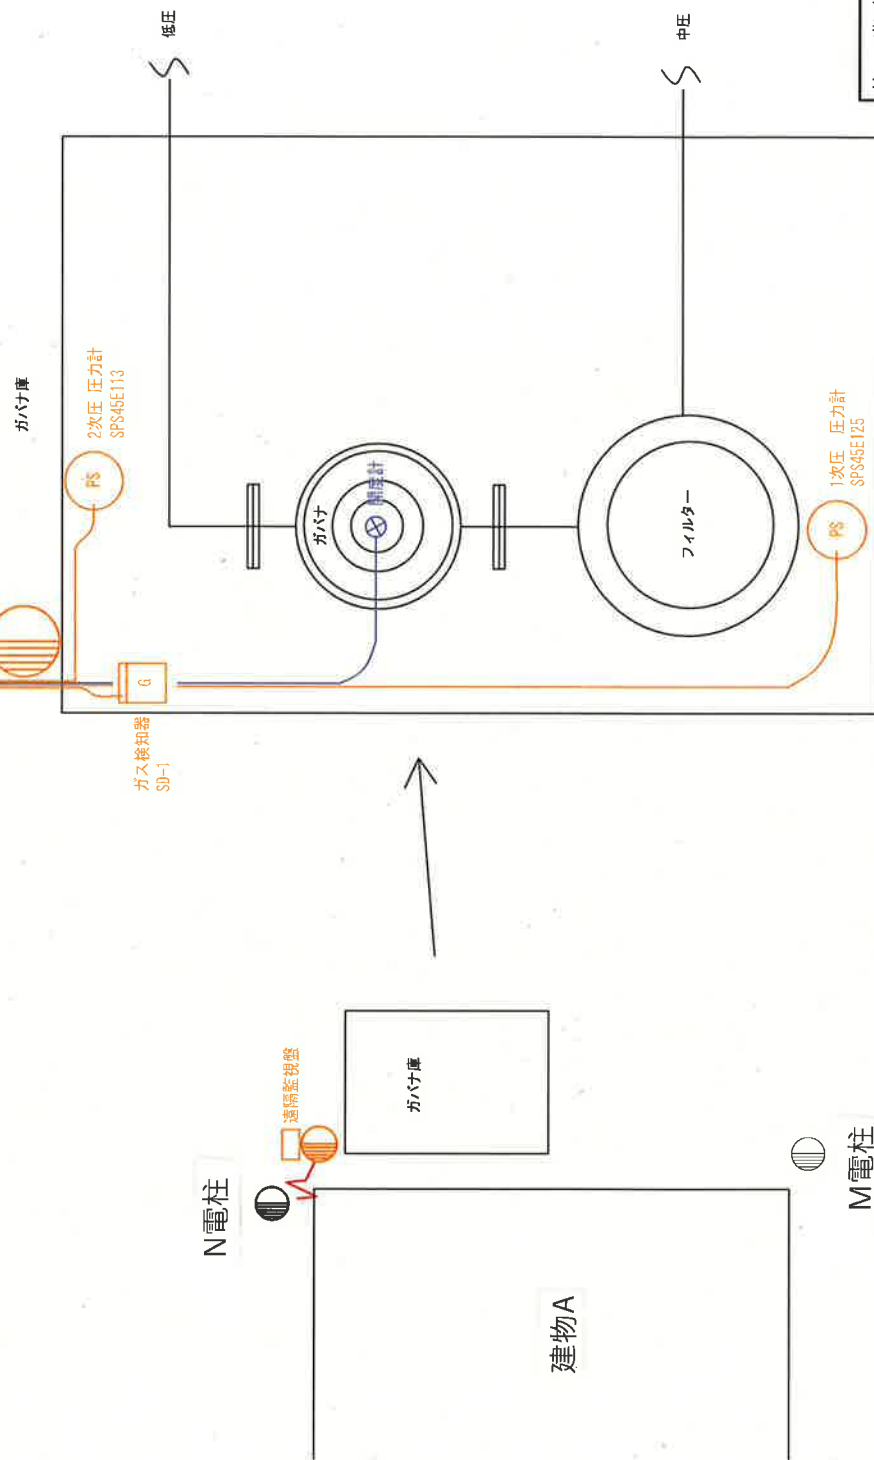 低圧
中圧
ガバナ庫
2次圧 圧力計
SPS45E113
PS
ガバナ
開度計
フィルター
1次圧 圧力計
SPS45E125
PS
G
ガス検知器
SD-1
遠隔監視盤
ガバナ庫
N電柱
M電柱
建物A